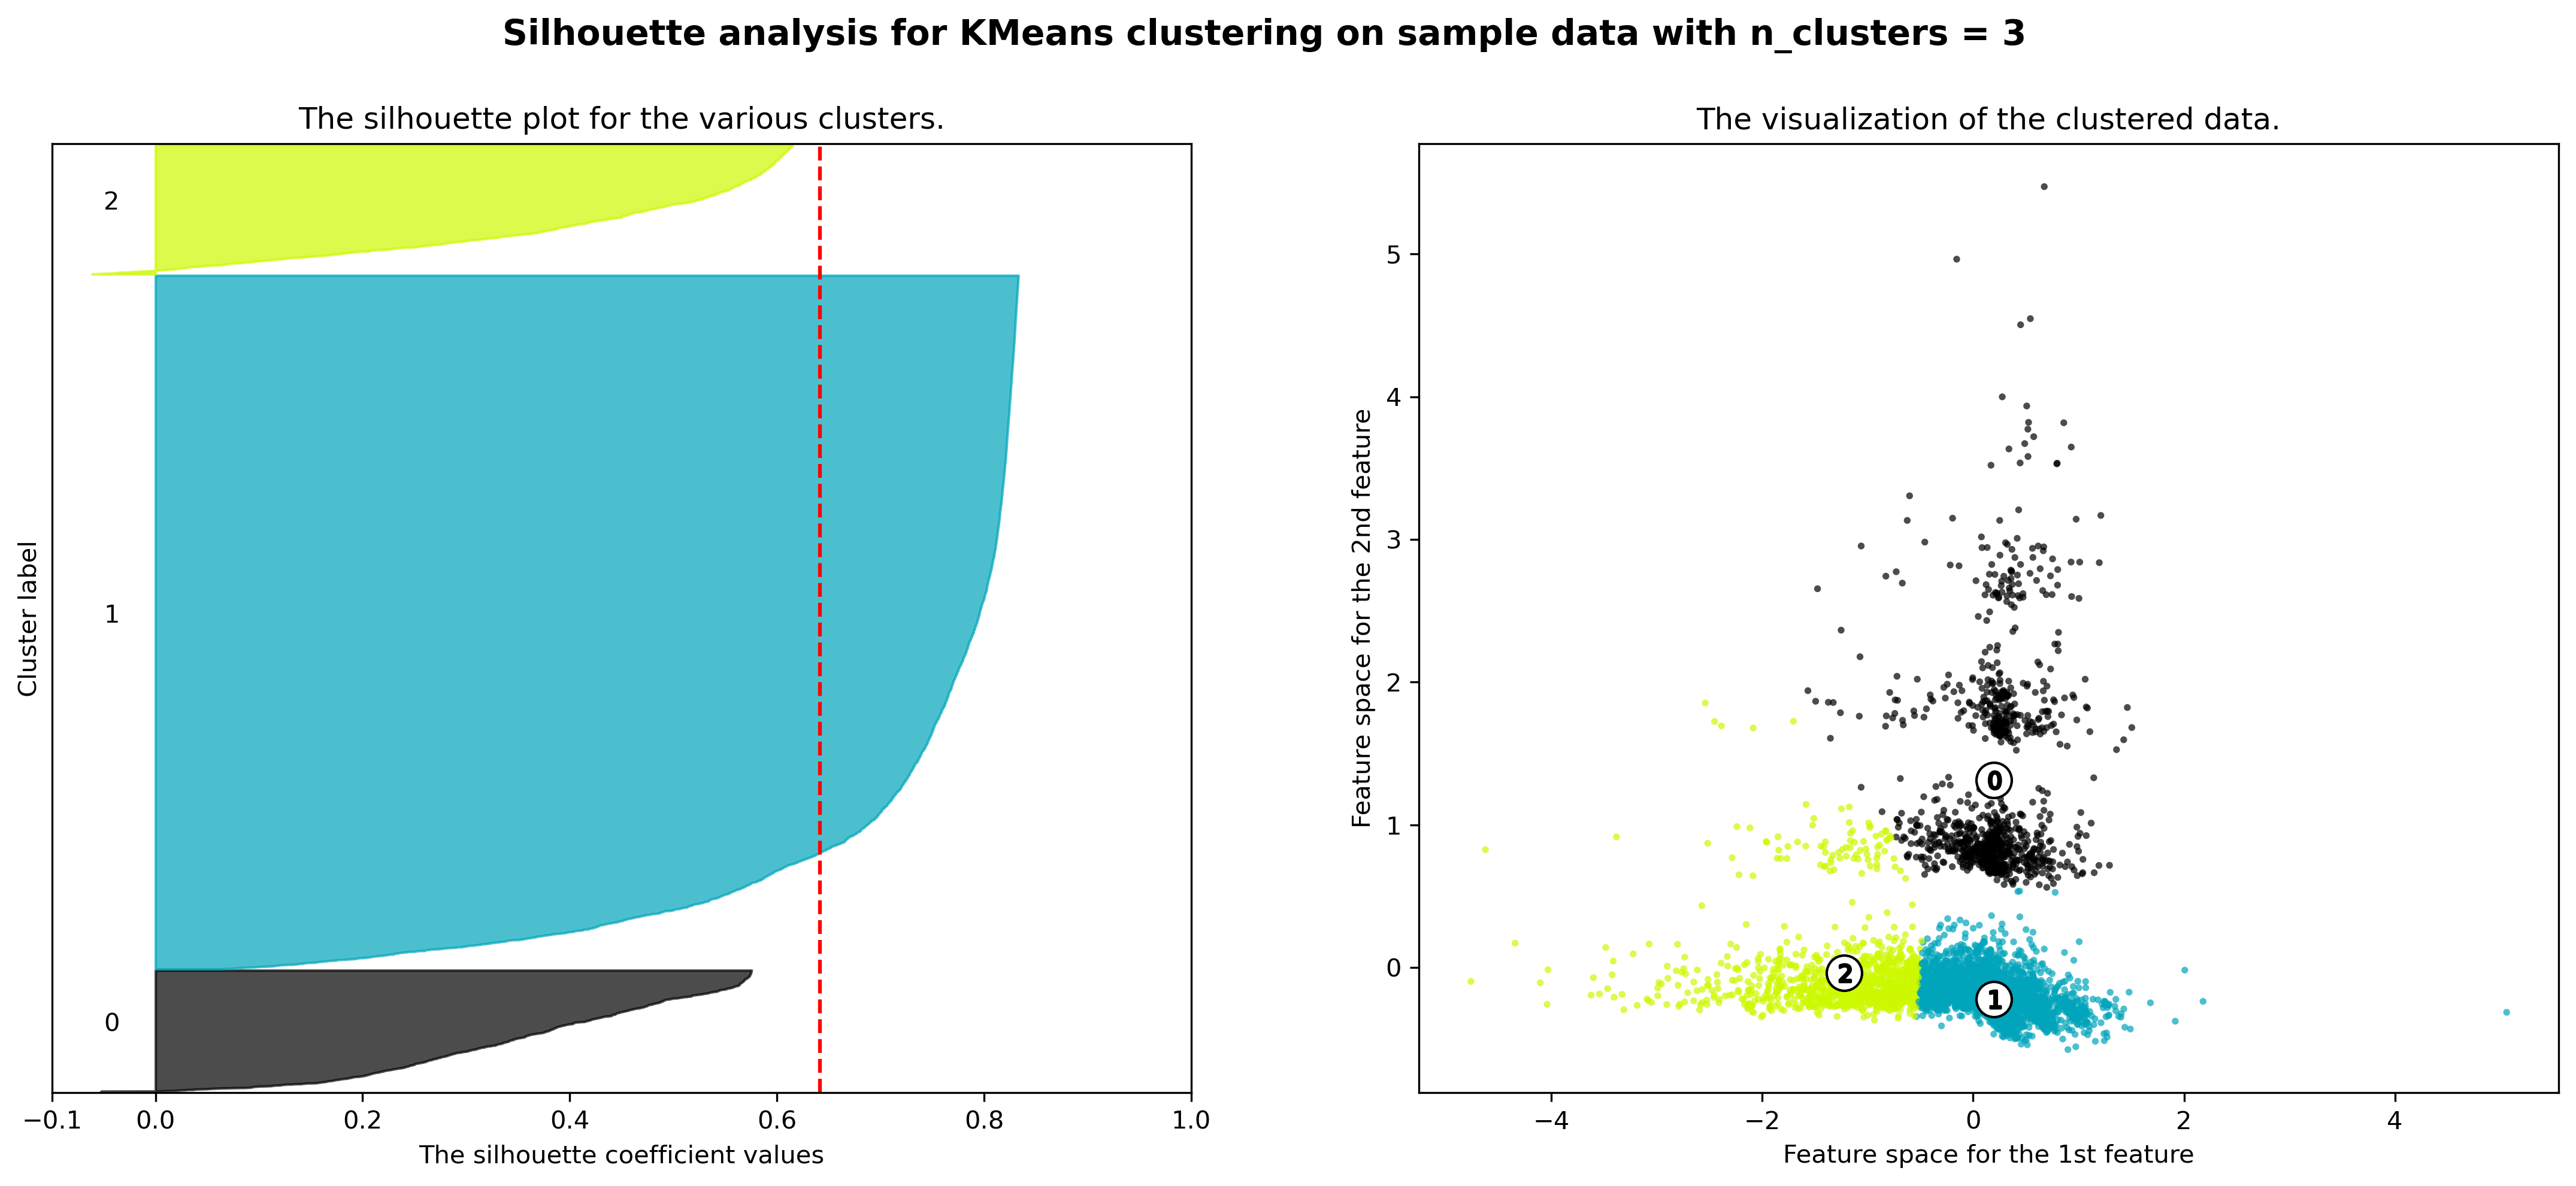 Silhouette analysis for KMeans clustering on sample data with n_clusters = 3
The silhouette plot for the various clusters.
2
1
0
Cluster label
−0.1 0.0 0.2 0.4 0.6 0.8 1.0
The silhouette coefficient values
The visualization of the clustered data.
5
4
3
2
1
0
Feature space for the 2nd feature
0
2
1
−4 −2 0 2 4
Feature space for the 1st feature